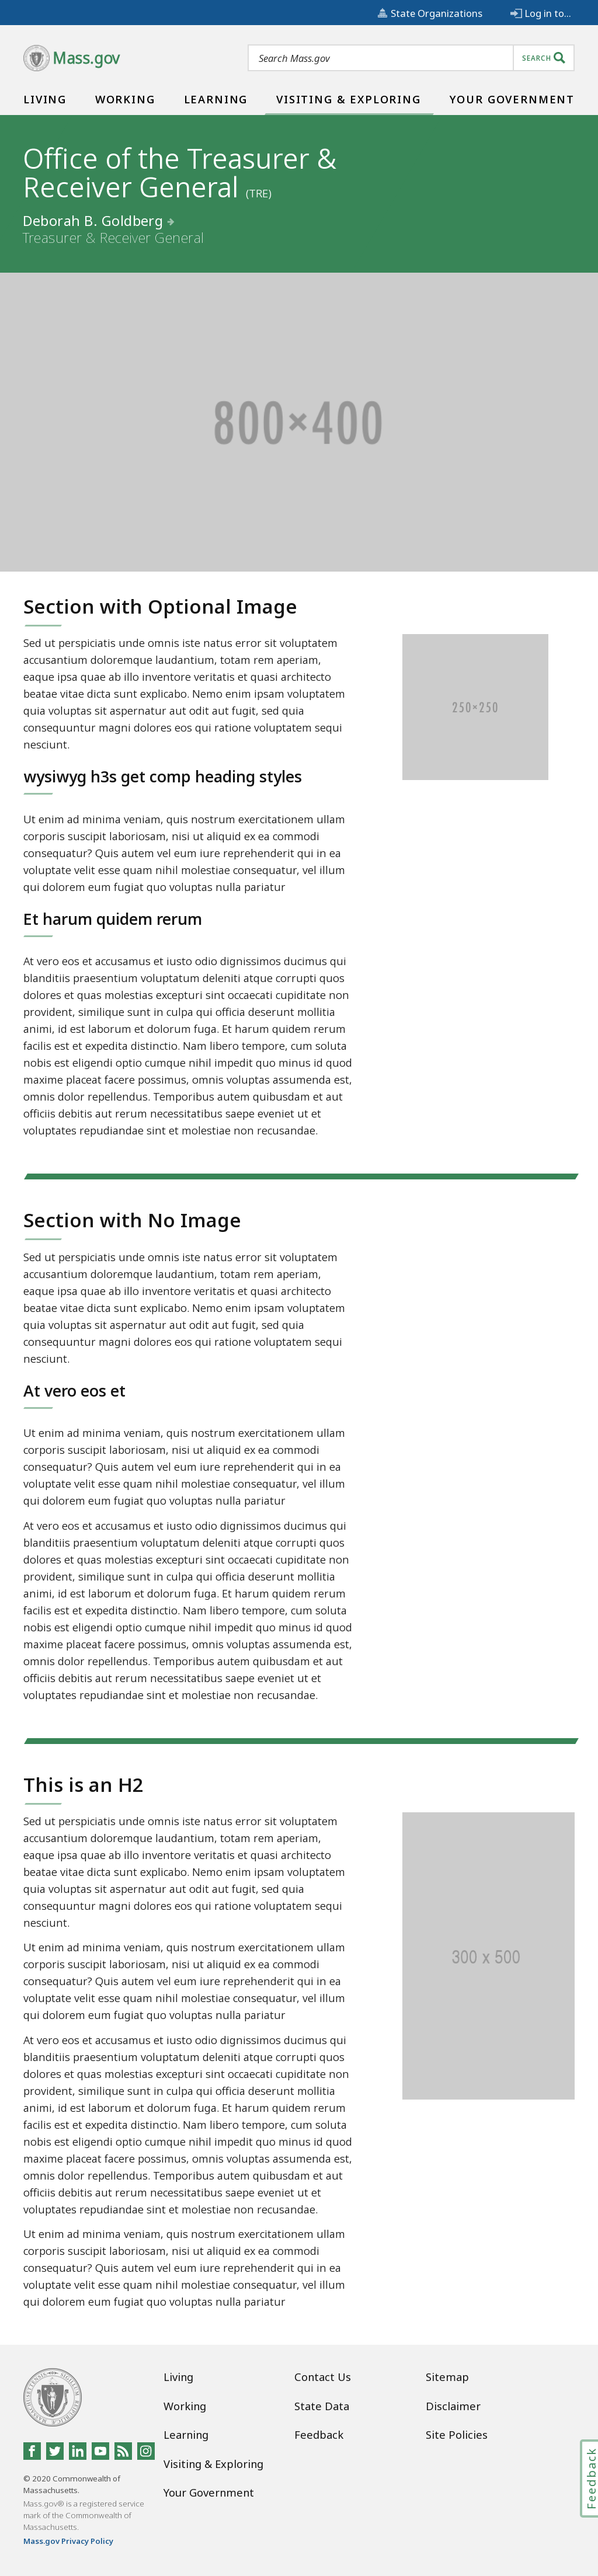 State Organizations
Log in to...
Mass.gov
Search Mass.gov
SEARCH
LIVING
WORKING
LEARNING
VISITING & EXPLORING
YOUR GOVERNMENT
Office of the Treasurer &
Receiver General (TRE)
Deborah B. Goldberg
Treasurer & Receiver General
800×400
Section with Optional Image
Sed ut perspiciatis unde omnis iste natus error sit voluptatem
accusantium doloremque laudantium, totam rem aperiam,
eaque ipsa quae ab illo inventore veritatis et quasi architecto
beatae vitae dicta sunt explicabo. Nemo enim ipsam voluptatem
quia voluptas sit aspernatur aut odit aut fugit, sed quia
consequuntur magni dolores eos qui ratione voluptatem sequi
nesciunt.
250×250
wysiwyg h3s get comp heading styles
Ut enim ad minima veniam, quis nostrum exercitationem ullam
corporis suscipit laboriosam, nisi ut aliquid ex ea commodi
consequatur? Quis autem vel eum iure reprehenderit qui in ea
voluptate velit esse quam nihil molestiae consequatur, vel illum
qui dolorem eum fugiat quo voluptas nulla pariatur
Et harum quidem rerum
At vero eos et accusamus et iusto odio dignissimos ducimus qui
blanditiis praesentium voluptatum deleniti atque corrupti quos
dolores et quas molestias excepturi sint occaecati cupiditate non
provident, similique sunt in culpa qui officia deserunt mollitia
animi, id est laborum et dolorum fuga. Et harum quidem rerum
facilis est et expedita distinctio. Nam libero tempore, cum soluta
nobis est eligendi optio cumque nihil impedit quo minus id quod
maxime placeat facere possimus, omnis voluptas assumenda est,
omnis dolor repellendus. Temporibus autem quibusdam et aut
officiis debitis aut rerum necessitatibus saepe eveniet ut et
voluptates repudiandae sint et molestiae non recusandae.
Section with No Image
Sed ut perspiciatis unde omnis iste natus error sit voluptatem
accusantium doloremque laudantium, totam rem aperiam,
eaque ipsa quae ab illo inventore veritatis et quasi architecto
beatae vitae dicta sunt explicabo. Nemo enim ipsam voluptatem
quia voluptas sit aspernatur aut odit aut fugit, sed quia
consequuntur magni dolores eos qui ratione voluptatem sequi
nesciunt.
At vero eos et
Ut enim ad minima veniam, quis nostrum exercitationem ullam
corporis suscipit laboriosam, nisi ut aliquid ex ea commodi
consequatur? Quis autem vel eum iure reprehenderit qui in ea
voluptate velit esse quam nihil molestiae consequatur, vel illum
qui dolorem eum fugiat quo voluptas nulla pariatur
At vero eos et accusamus et iusto odio dignissimos ducimus qui
blanditiis praesentium voluptatum deleniti atque corrupti quos
dolores et quas molestias excepturi sint occaecati cupiditate non
provident, similique sunt in culpa qui officia deserunt mollitia
animi, id est laborum et dolorum fuga. Et harum quidem rerum
facilis est et expedita distinctio. Nam libero tempore, cum soluta
nobis est eligendi optio cumque nihil impedit quo minus id quod
maxime placeat facere possimus, omnis voluptas assumenda est,
omnis dolor repellendus. Temporibus autem quibusdam et aut
officiis debitis aut rerum necessitatibus saepe eveniet ut et
voluptates repudiandae sint et molestiae non recusandae.
This is an H2
Sed ut perspiciatis unde omnis iste natus error sit voluptatem
accusantium doloremque laudantium, totam rem aperiam,
eaque ipsa quae ab illo inventore veritatis et quasi architecto
beatae vitae dicta sunt explicabo. Nemo enim ipsam voluptatem
quia voluptas sit aspernatur aut odit aut fugit, sed quia
consequuntur magni dolores eos qui ratione voluptatem sequi
nesciunt.
300 x 500
Ut enim ad minima veniam, quis nostrum exercitationem ullam
corporis suscipit laboriosam, nisi ut aliquid ex ea commodi
consequatur? Quis autem vel eum iure reprehenderit qui in ea
voluptate velit esse quam nihil molestiae consequatur, vel illum
qui dolorem eum fugiat quo voluptas nulla pariatur
At vero eos et accusamus et iusto odio dignissimos ducimus qui
blanditiis praesentium voluptatum deleniti atque corrupti quos
dolores et quas molestias excepturi sint occaecati cupiditate non
provident, similique sunt in culpa qui officia deserunt mollitia
animi, id est laborum et dolorum fuga. Et harum quidem rerum
facilis est et expedita distinctio. Nam libero tempore, cum soluta
nobis est eligendi optio cumque nihil impedit quo minus id quod
maxime placeat facere possimus, omnis voluptas assumenda est,
omnis dolor repellendus. Temporibus autem quibusdam et aut
officiis debitis aut rerum necessitatibus saepe eveniet ut et
voluptates repudiandae sint et molestiae non recusandae.
Ut enim ad minima veniam, quis nostrum exercitationem ullam
corporis suscipit laboriosam, nisi ut aliquid ex ea commodi
consequatur? Quis autem vel eum iure reprehenderit qui in ea
voluptate velit esse quam nihil molestiae consequatur, vel illum
qui dolorem eum fugiat quo voluptas nulla pariatur
Living
Working
Learning
Visiting & Exploring
Your Government
Contact Us
State Data
Feedback
Sitemap
Disclaimer
Site Policies
© 2020 Commonwealth of
Massachusetts.
Mass.gov® is a registered service
mark of the Commonwealth of
Massachusetts.
Mass.gov Privacy Policy
Feedback